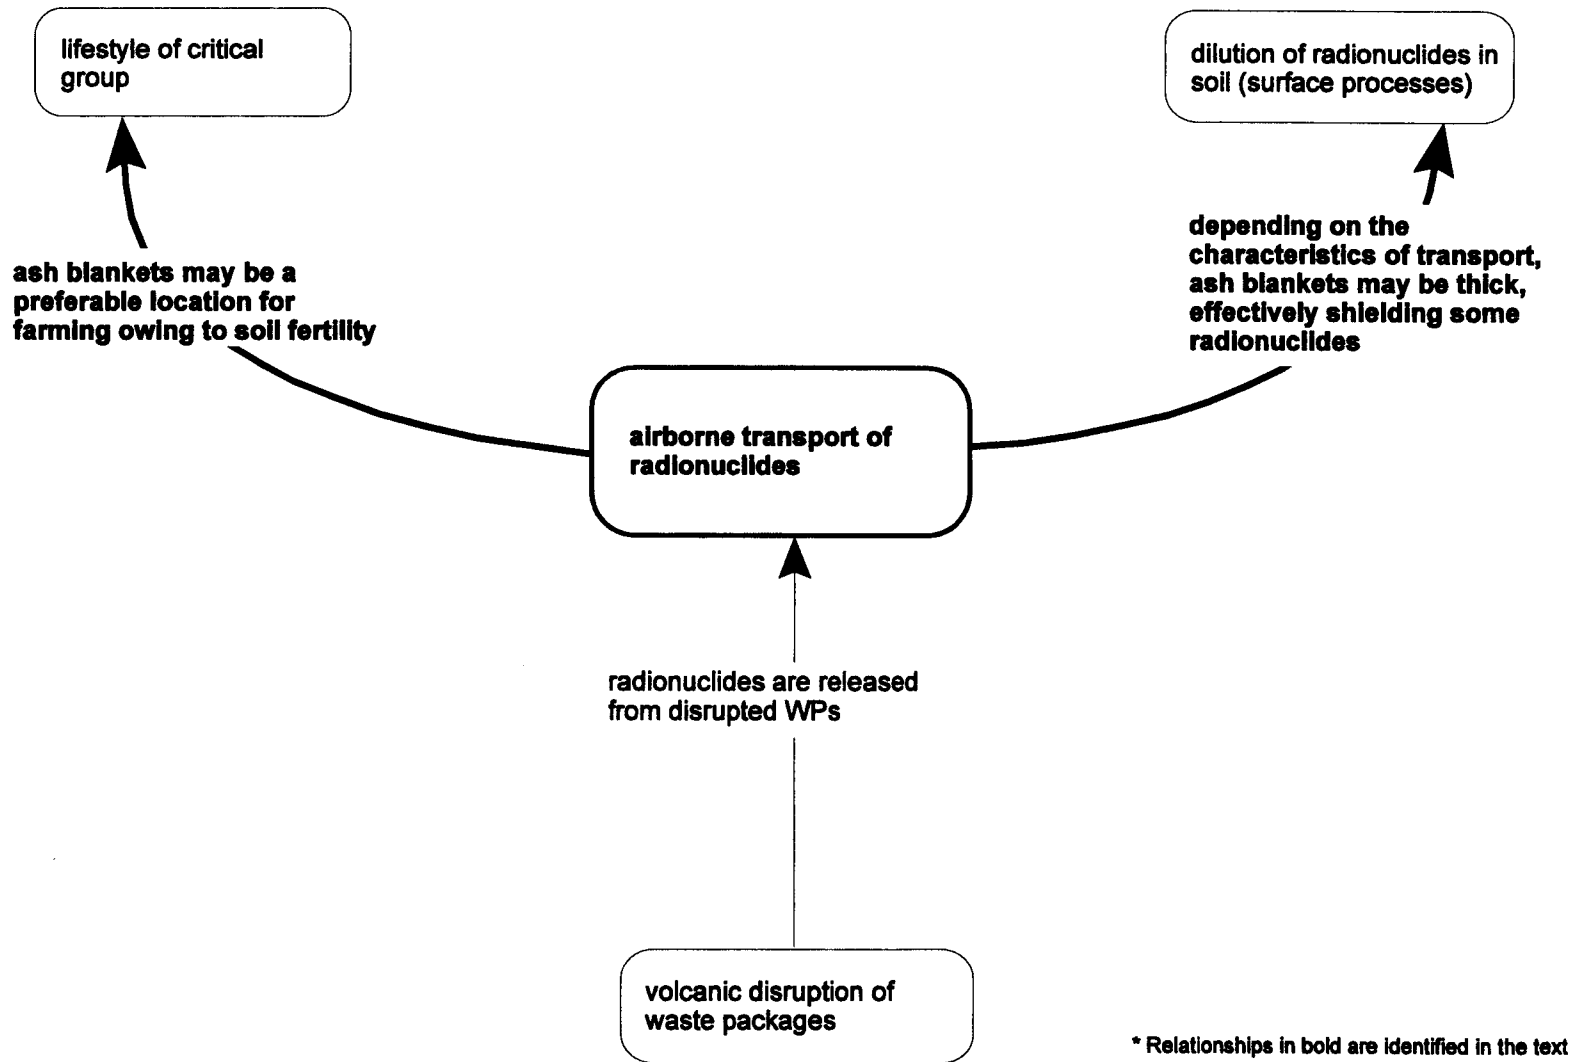 lifestyle of critical
group
dilution of radionuclides in
soil (surface processes)
ash blankets may be a
preferable location for
farming owing to soil fertility
depending on the
characteristics of transport,
ash blankets may be thick,
effectively shielding some
radionuclides
airborne transport of
radionuclides
radionuclides are released
from disrupted WPs
volcanic disruption of
waste packages
* Relationships in bold are identified in the text